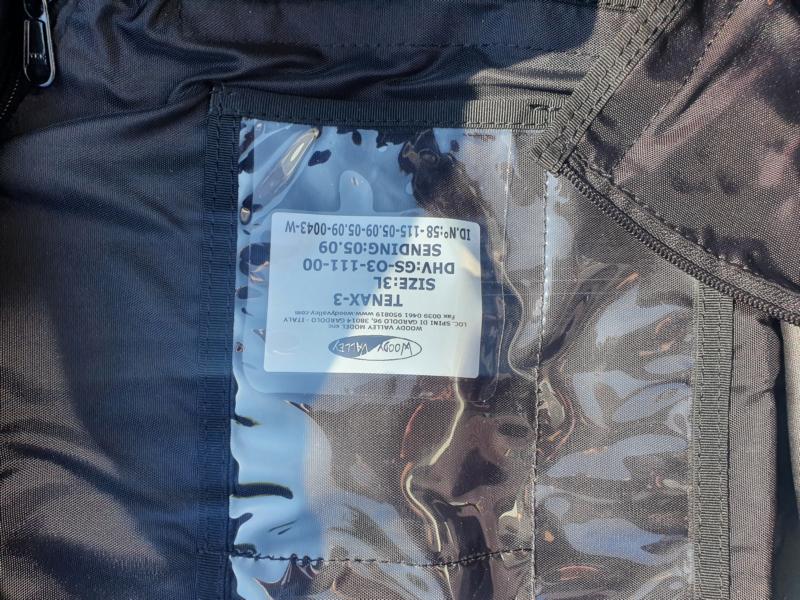 WOODY VALLEY
WOODY VALLEY MODEL snc
LOC. SPINI DI GARDOLO 96, 38014 GARDOLO - ITALY
Fax 0039 0461 950819 www.woodyvalley.com
TENAX-3
SIZE:3L
DHV:GS-03-111-00
SENDING:05.09
ID.N°:58-115-05.09-05.09-0043-W